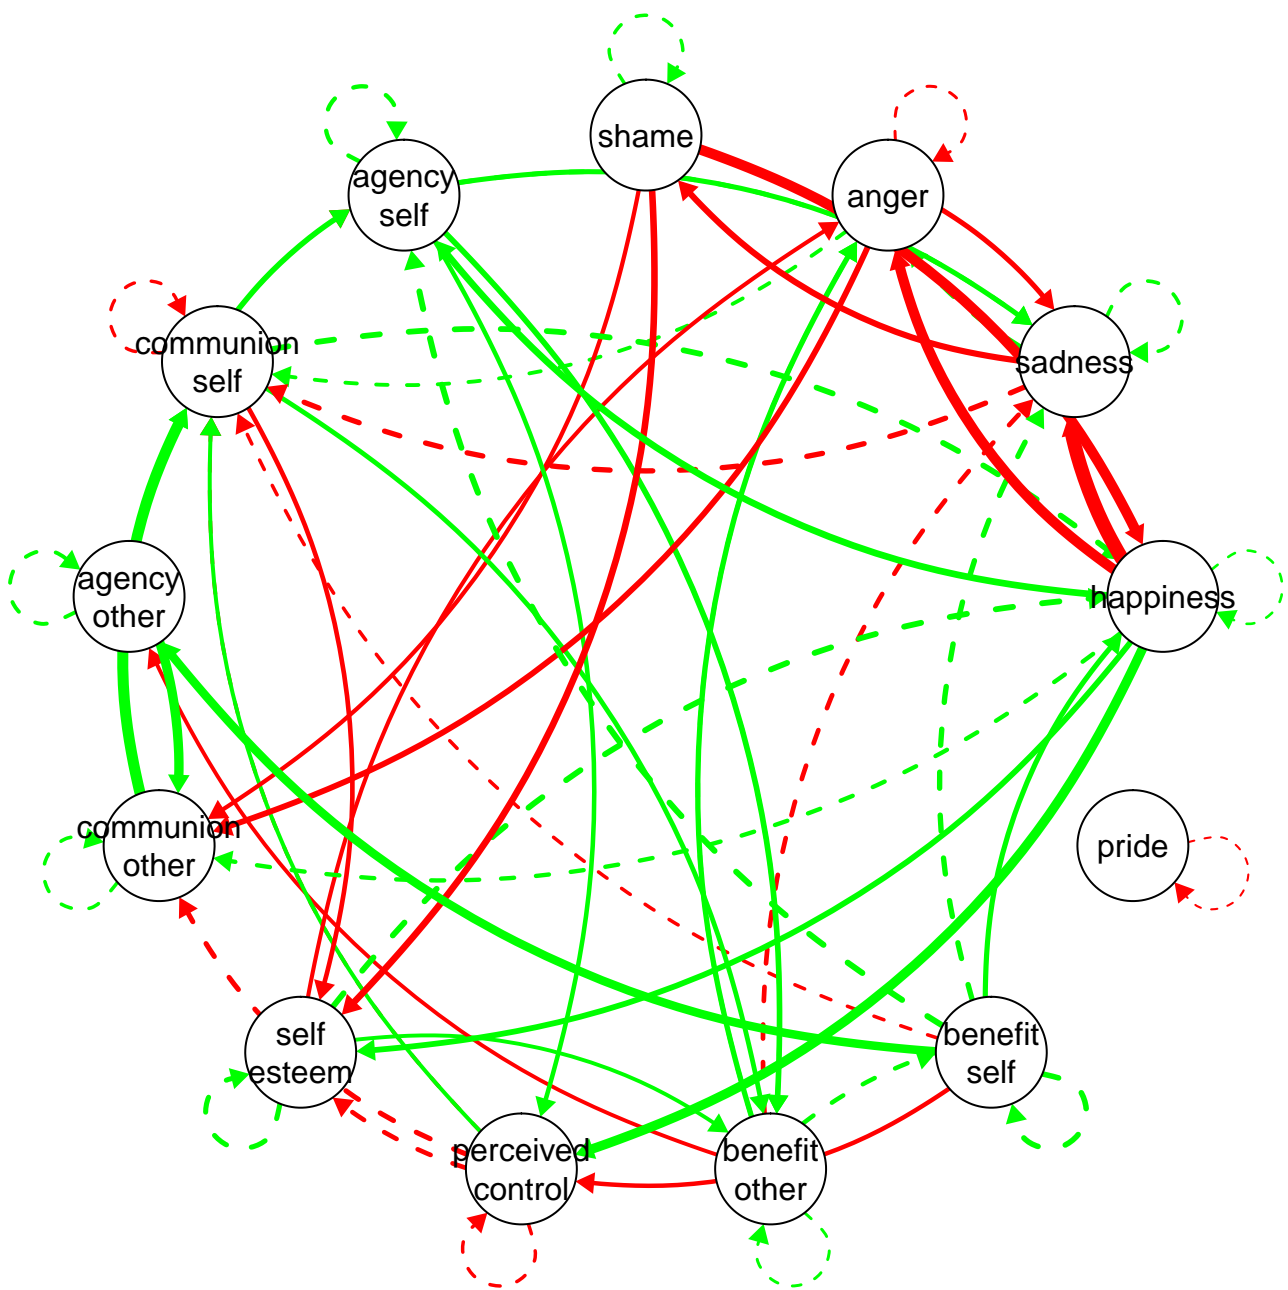 shame
agency
self
anger
communion
self
sadness
agency
other
happiness
communion
other
pride
self
esteem
benefit
self
perceived
control
benefit
other